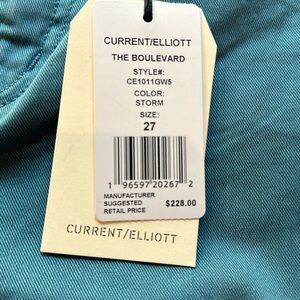 CURRENT/ELLIOTT
THE BOULEVARD
STYLE#:
CE1011GW5
COLOR:
STORM
SIZE:
27
1 96597 20267 2
MANUFACTURER
SUGGESTED
RETAIL PRICE
$228.00
CURRENT/ELLIOTT